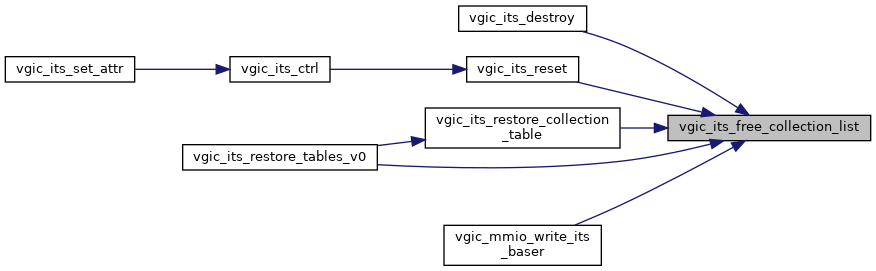 vgic_its_destroy
vgic_its_set_attr
vgic_its_ctrl
vgic_its_reset
vgic_its_restore_collection
_table
vgic_its_free_collection_list
vgic_its_restore_tables_v0
vgic_mmio_write_its
_baser